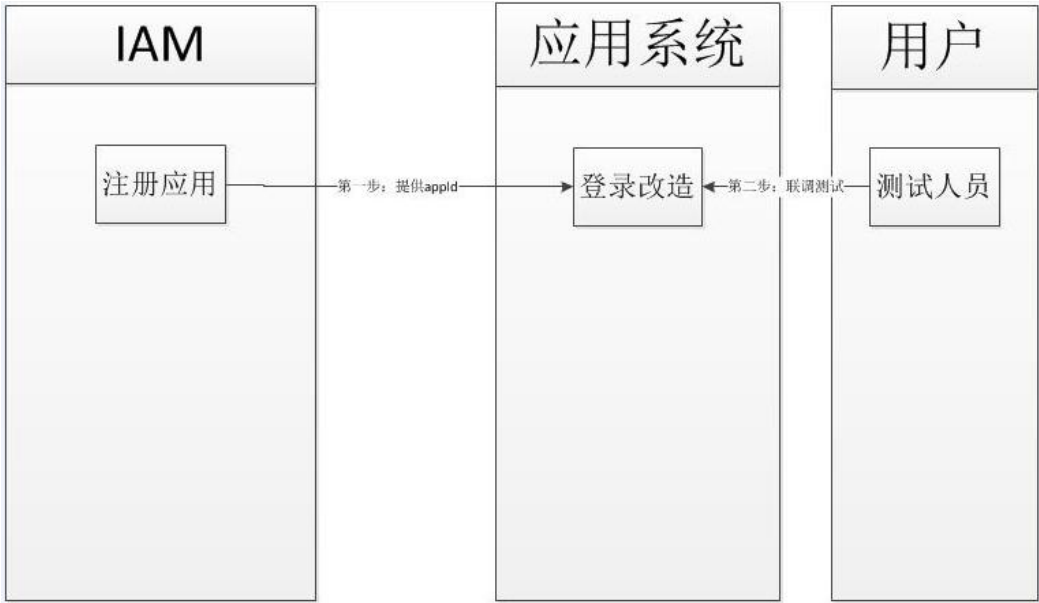 IAM
应用系统
用户
注册应用
第一步：提供appId
登录改造
第二步：联调测试
测试人员